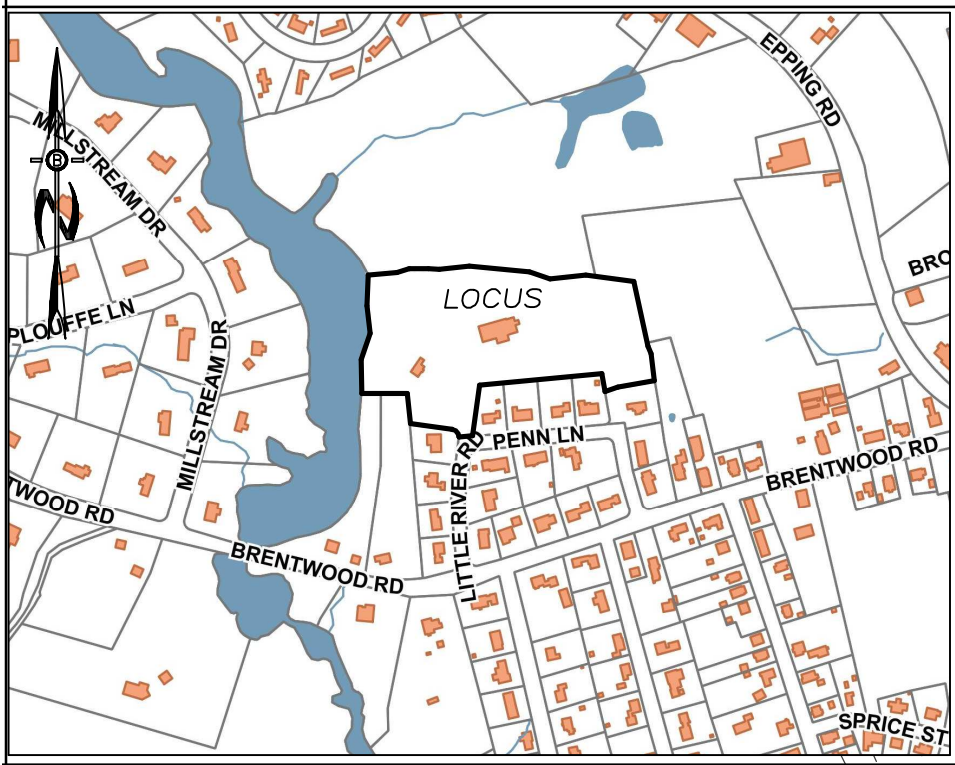 EPPING RD
MILLSTREAM DR
B
BRO
LOCUS
PLOUFFE LN
MILLSTREAM DR
PENN LN
LITTLE RIVER RD
BRENTWOOD RD
TWOOD RD
BRENTWOOD RD
SPRICE ST